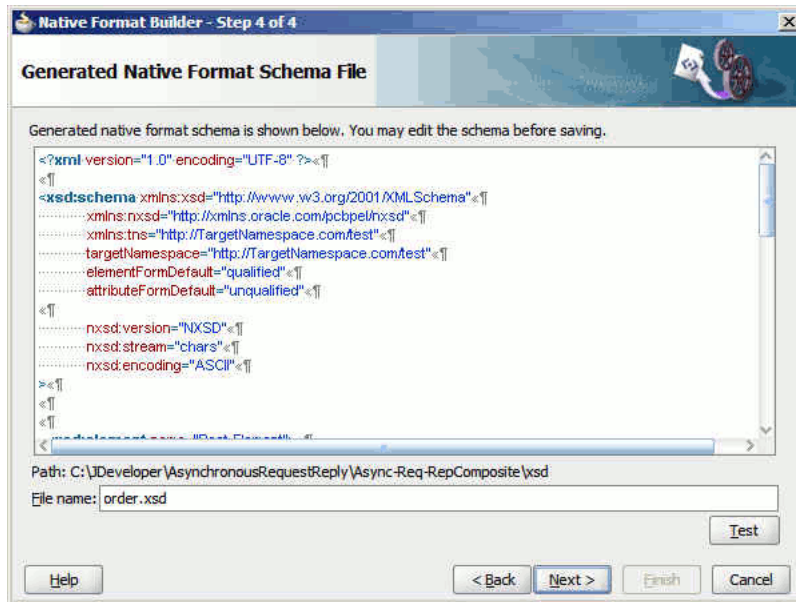 Native Format Builder - Step 4 of 4
Generated Native Format Schema File
Generated native format schema is shown below. You may edit the schema before saving.
<?xml version="1.0" encoding="UTF-8" ?>«¶
«¶
<xsd:schema xmlns:xsd="http://www.w3.org/2001/XMLSchema"«¶
xmlns:nxsd="http://xmlns.oracle.com/pcbpel/nxsd"«¶
xmlns:tns="http://TargetNamespace.com/test"«¶
targetNamespace="http://TargetNamespace.com/test"«¶
elementFormDefault="qualified"«¶
attributeFormDefault="unqualified"«¶
«¶
nxsd:version="NXSD"«¶
nxsd:stream="chars"«¶
nxsd:encoding="ASCII"«¶
>«¶
«¶
«¶
Path: C:\JDeveloper\AsynchronousRequestReply\Async-Req-RepComposite\xsd
File name: order.xsd
Test
Help
< Back
Next >
Finish
Cancel